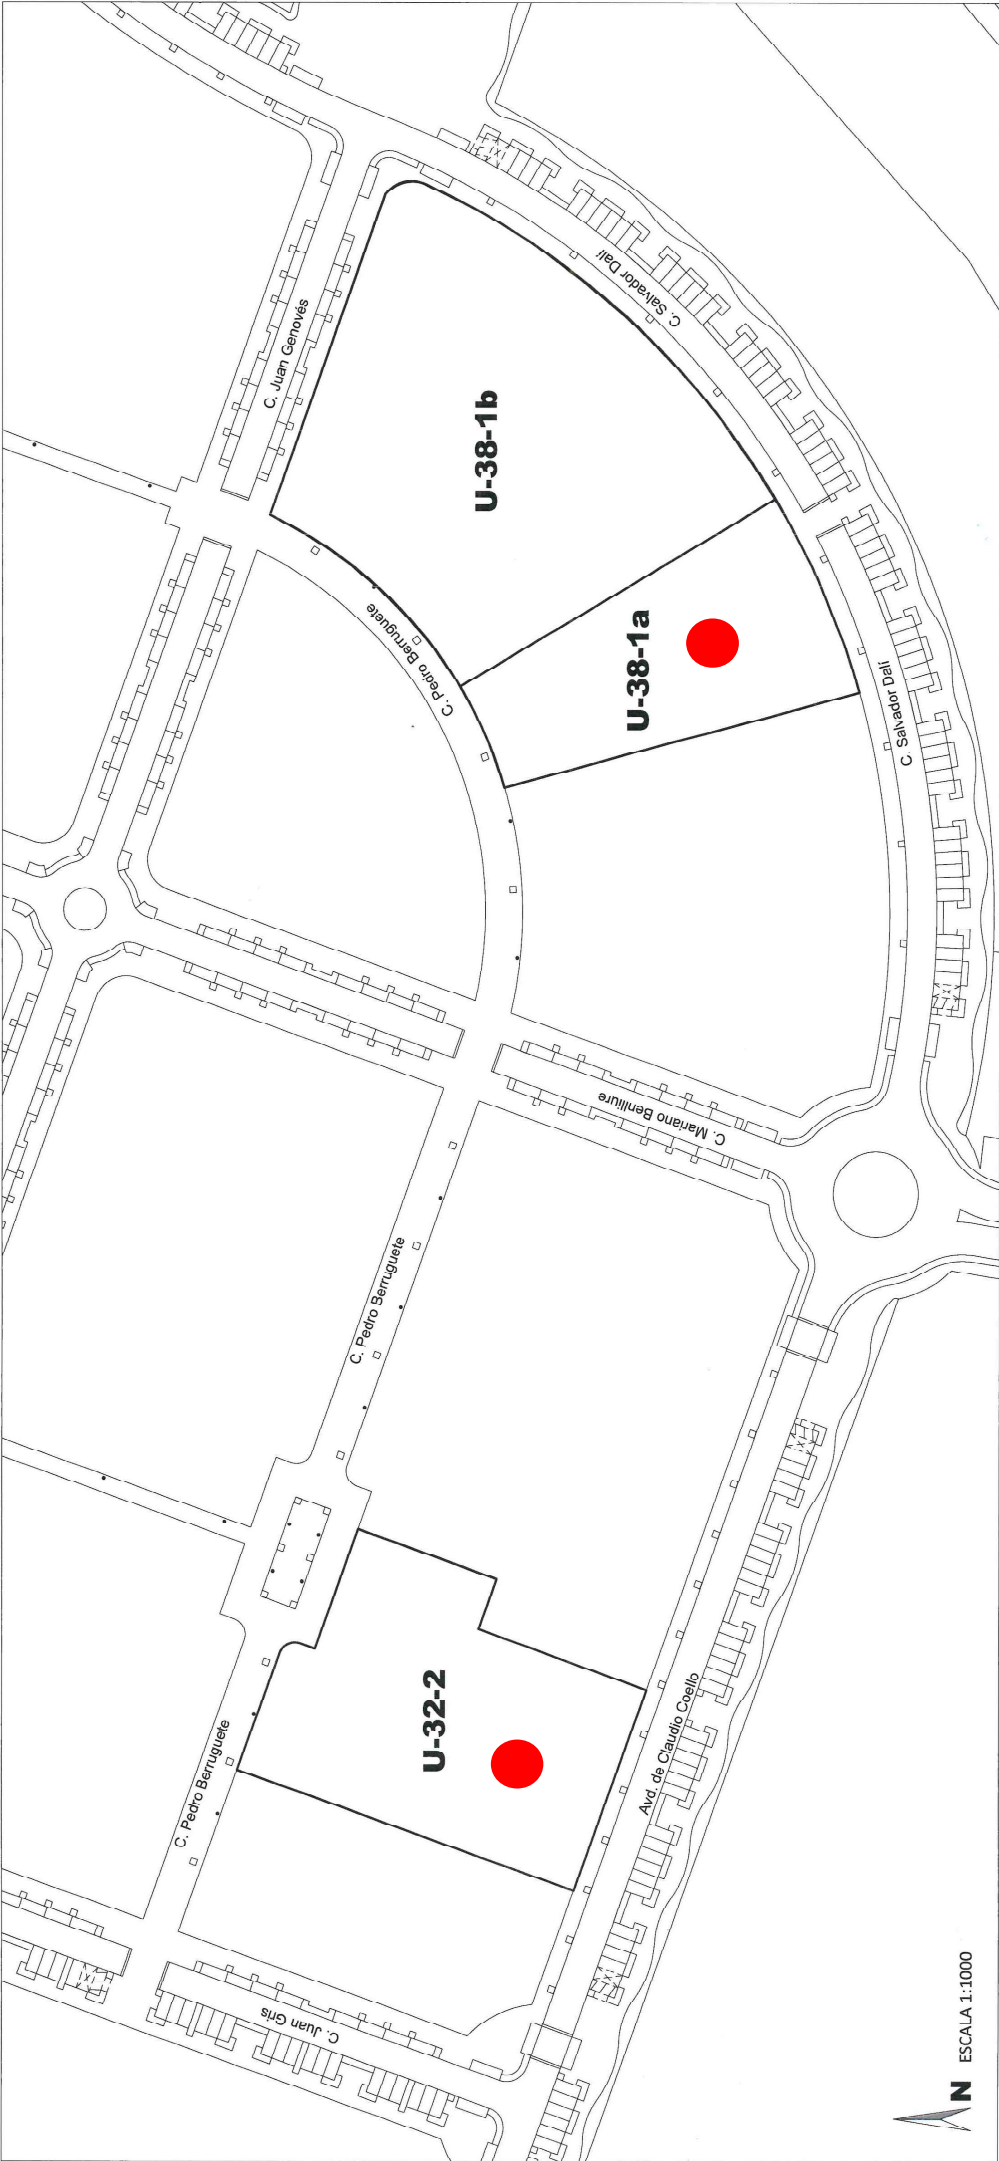 C. Juan Genovés
C. Salvador Dalí
U-38-1b
C. Pedro Berruguete
U-38-1a
C. Salvador Dalí
C. Mariano Benlliure
C. Pedro Berruguete
U-32-2
C. Pedro Berruguete
Avd. de Claudio Coello
C. Juan Gris
N ESCALA 1:1000